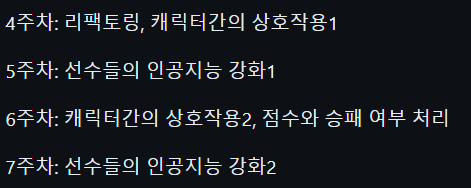 4주차: 리팩토링, 캐릭터간의 상호작용1
5주차: 선수들의 인공지능 강화1
6주차: 캐릭터간의 상호작용2, 점수와 승패 여부 처리
7주차: 선수들의 인공지능 강화2